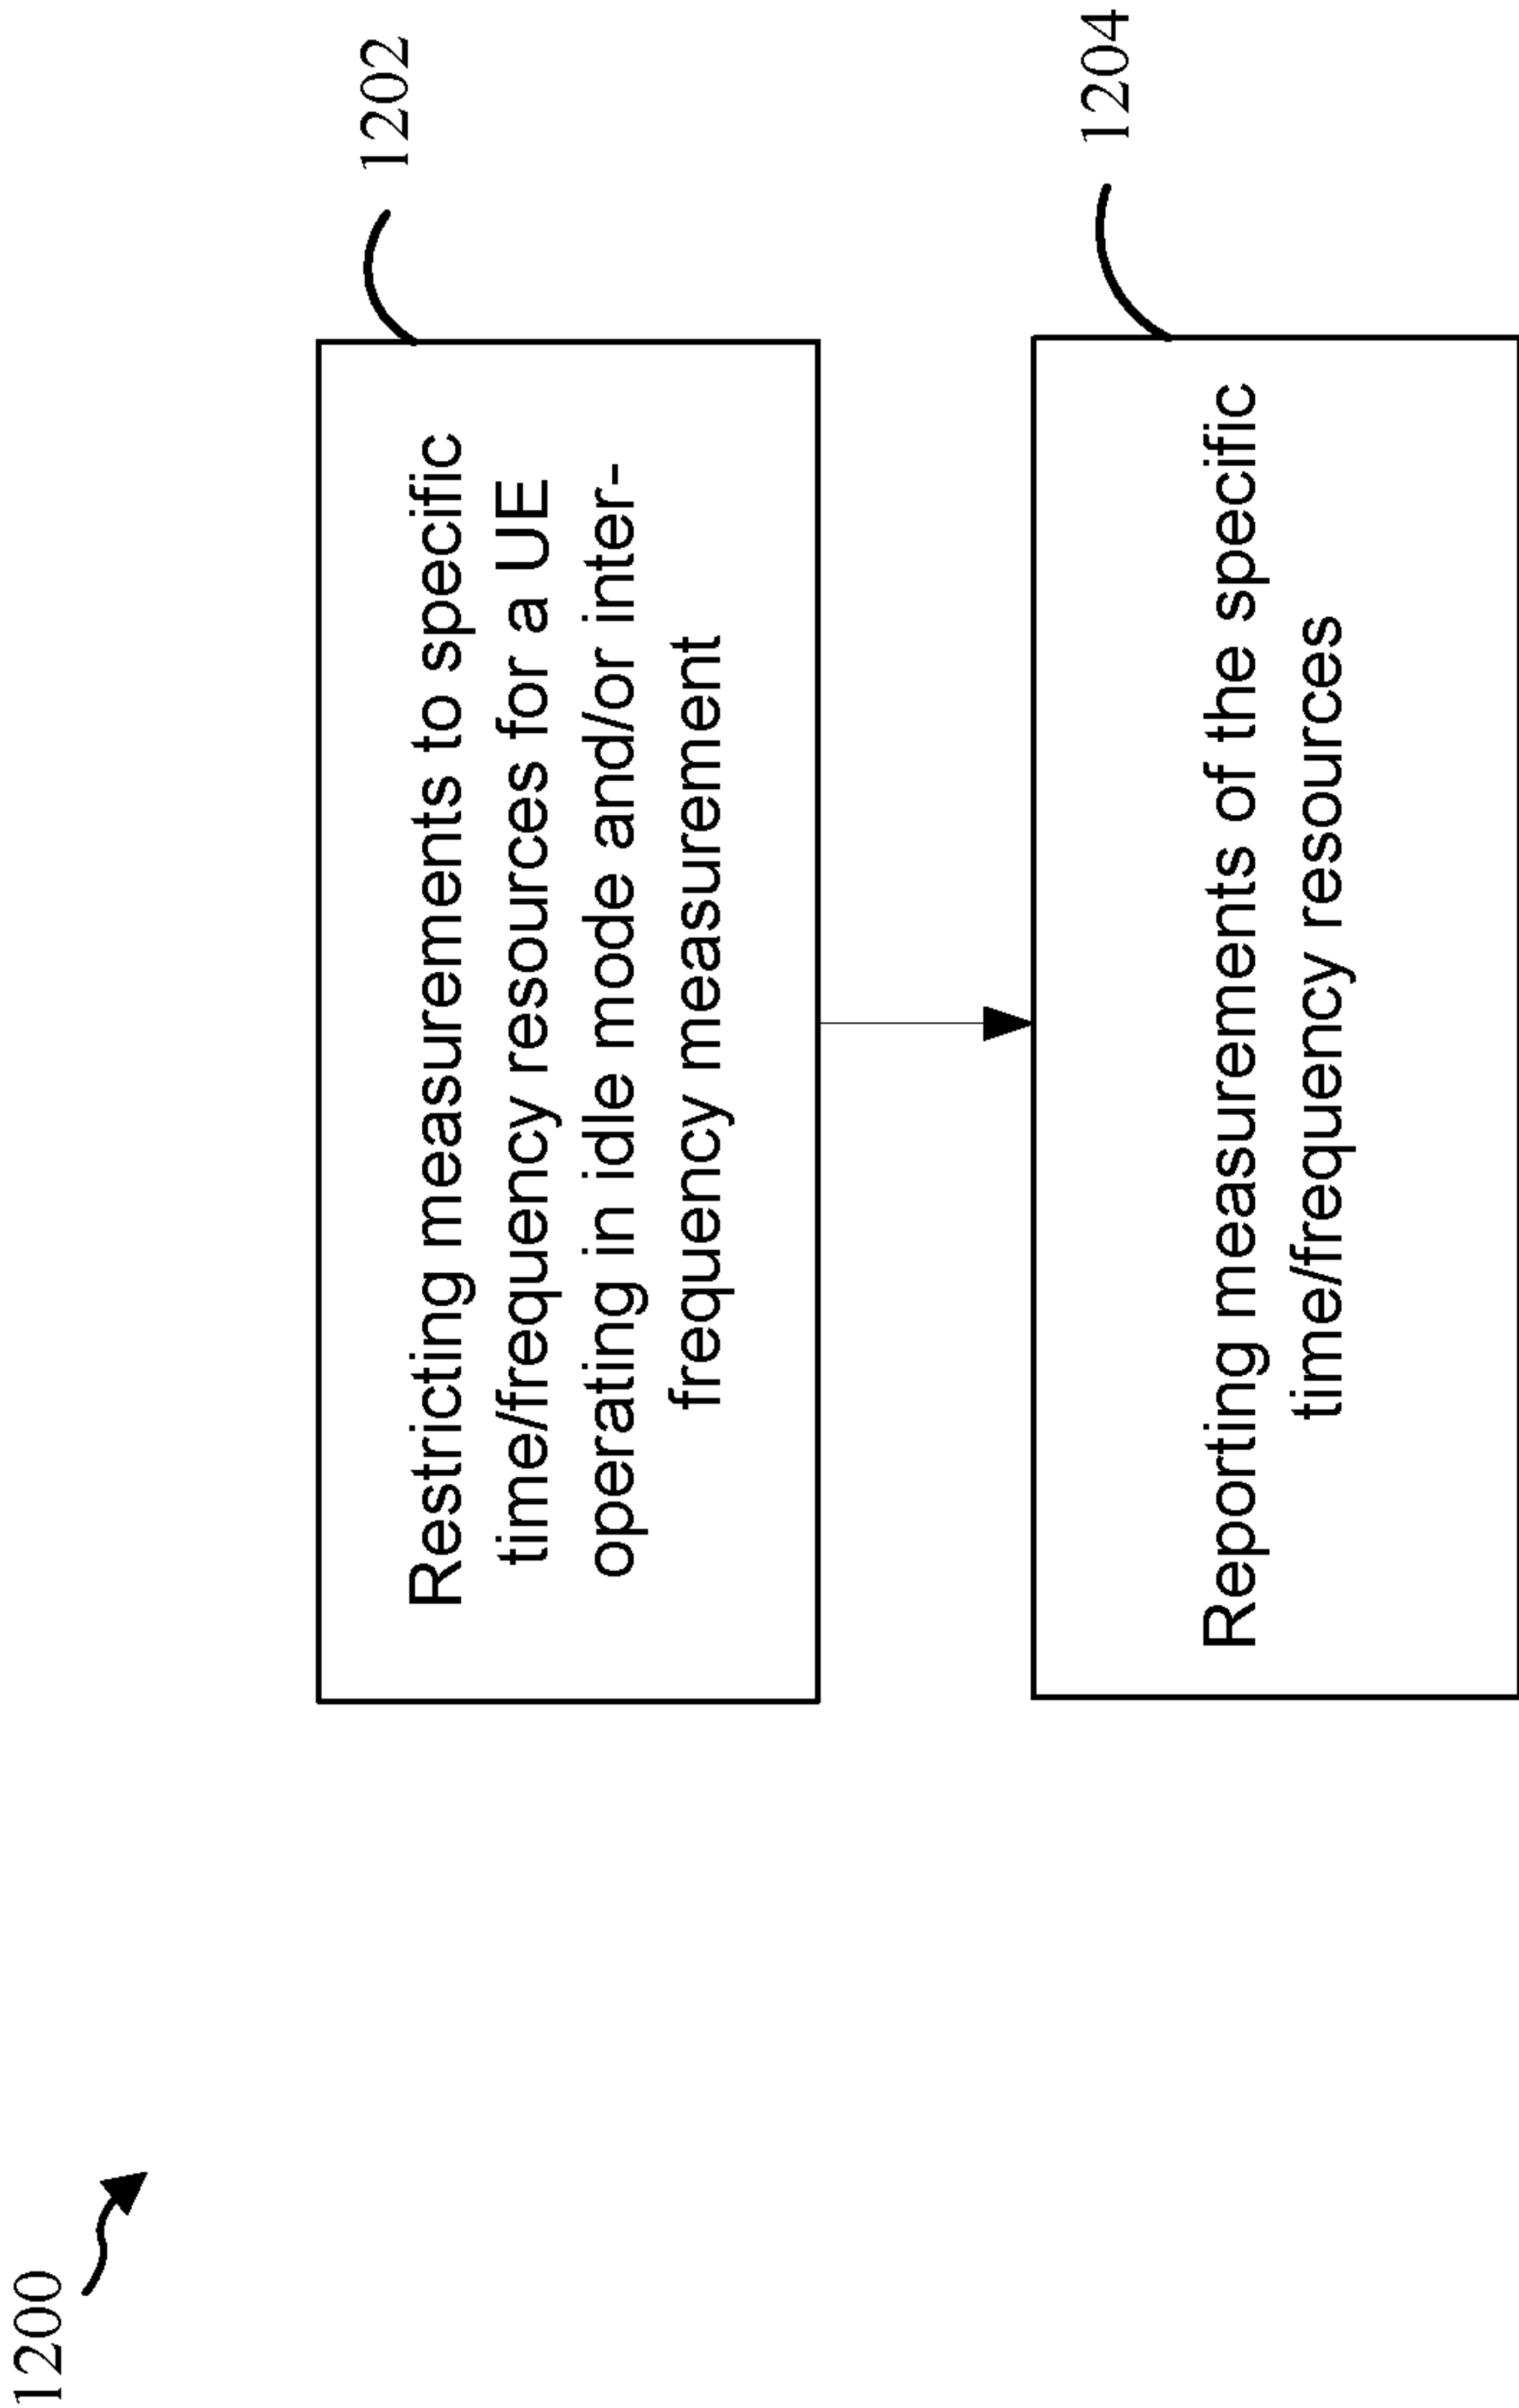 1200
1202
Restricting measurements to specific
time/frequency resources for a UE
operating in idle mode and/or inter-
frequency measurement
1204
Reporting measurements of the specific
time/frequency resources